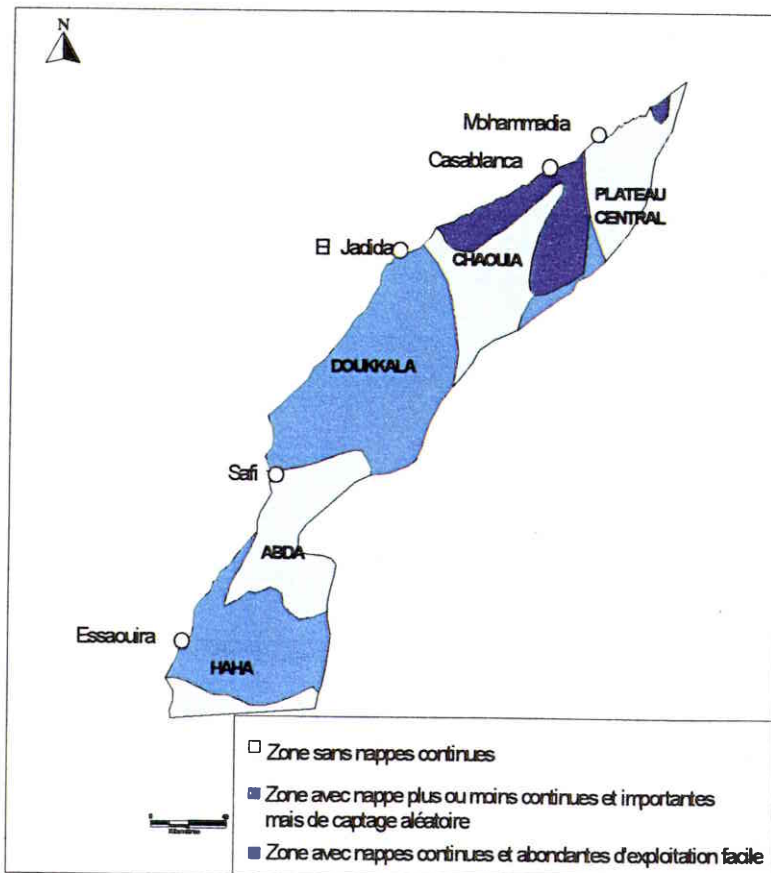 N
Mohammadia
Casablanca
PLATEAU
CENTRAL
El Jadida
CHAOUIA
DOUKKALA
Safi
ABDA
Essaouira
HAHA
Zone sans nappes continues
Zone avec nappe plus ou moins continues et importantes
mais de captage aléatoire
Zone avec nappes continues et abondantes d'exploitation facile